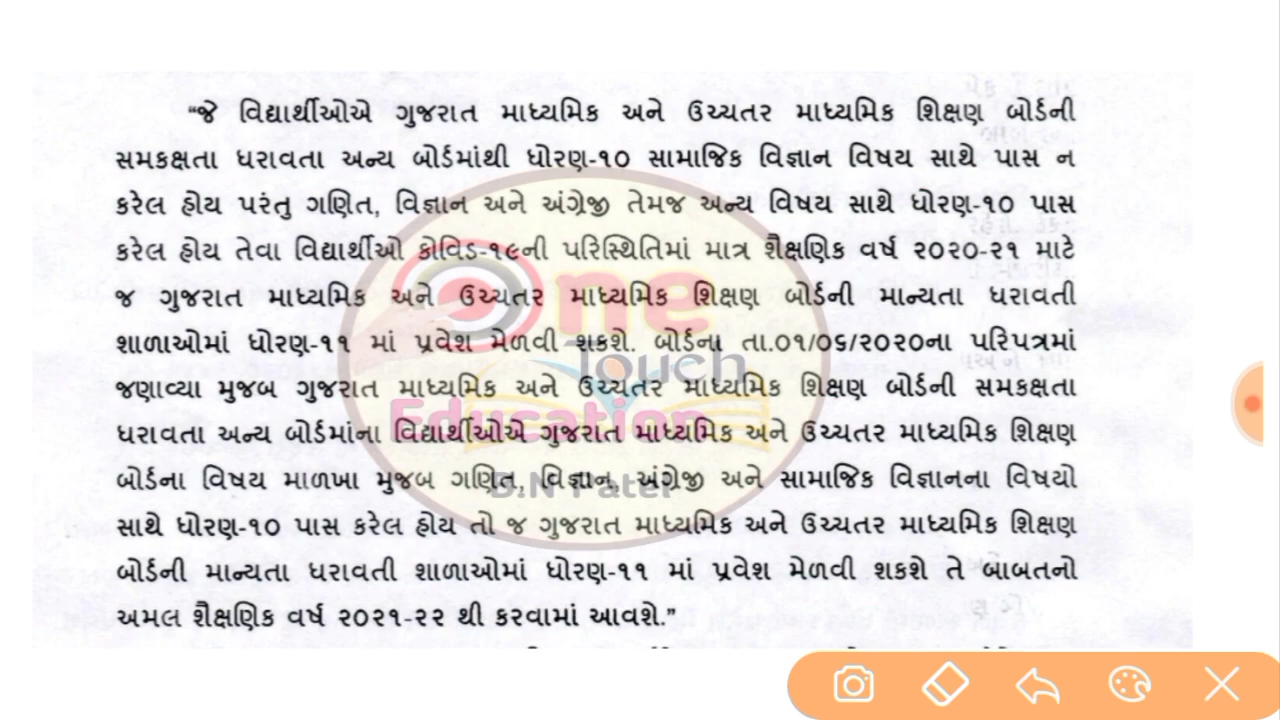 “જે વિદ્યાર્થીઓએ ગુજરાત માધ્યમિક અને ઉચ્ચતર માધ્યમિક શિક્ષણ બોર્ડની
સમકક્ષતા ધરાવતા અન્ય બોર્ડમાંથી ધોરણ-૧૦ સામાજિક વિજ્ઞાન વિષય સાથે પાસ ન
કરેલ હોય પરંતુ ગણિત, વિજ્ઞાન અને અંગ્રેજી તેમજ અન્ય વિષય સાથે ધોરણ-૧૦ પાસ
કરેલ હોય તેવા વિદ્યાર્થીઓ કોવિડ-૧૯ની પરિસ્થિતિમાં માત્ર શૈક્ષણિક વર્ષ ૨૦૨૦-૨૧ માટે
જ ગુજરાત માધ્યમિક અને ઉચ્ચતર માધ્યમિક શિક્ષણ બોર્ડની માન્યતા ધરાવતી
શાળાઓમાં ધોરણ-૧૧ માં પ્રવેશ મેળવી શકશે. બોર્ડના તા.૦૧/૦૬/૨૦૨૦ના પરિપત્રમાં
જણાવ્યા મુજબ ગુજરાત માધ્યમિક અને ઉચ્ચતર માધ્યમિક શિક્ષણ બોર્ડની સમકક્ષતા
ધરાવતા અન્ય બોર્ડમાંના વિદ્યાર્થીઓએ ગુજરાત માધ્યમિક અને ઉચ્ચતર માધ્યમિક શિક્ષણ
બોર્ડના વિષય માળખા મુજબ ગણિત, વિજ્ઞાન, અંગ્રેજી અને સામાજિક વિજ્ઞાનના વિષયો
સાથે ધોરણ-૧૦ પાસ કરેલ હોય તો જ ગુજરાત માધ્યમિક અને ઉચ્ચતર માધ્યમિક શિક્ષણ
બોર્ડની માન્યતા ધરાવતી શાળાઓમાં ધોરણ-૧૧ માં પ્રવેશ મેળવી શકશે તે બાબતનો
અમલ શૈક્ષણિક વર્ષ ૨૦૨૧-૨૨ થી કરવામાં આવશે.”
One
Touch
Education
B.N Patel